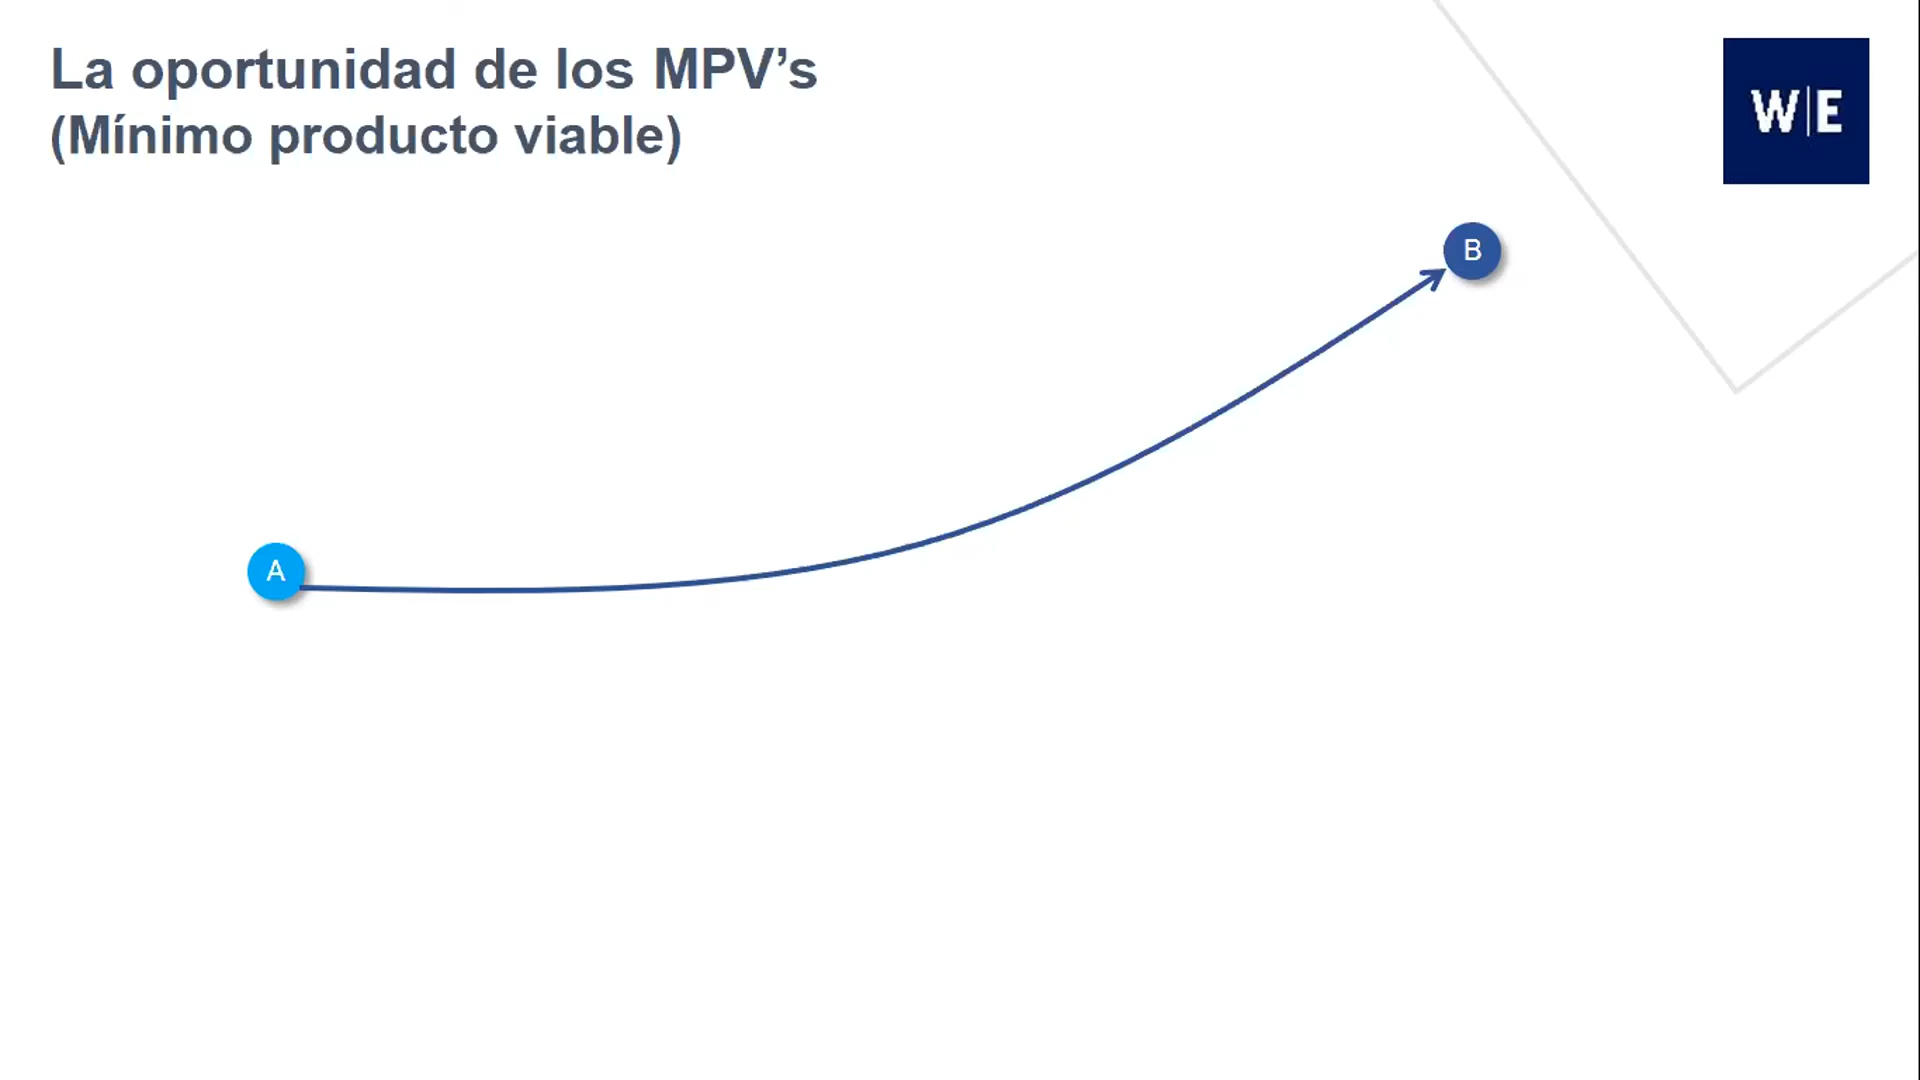 La oportunidad de los MPV’s
(Mínimo producto viable)
W|E
B
A